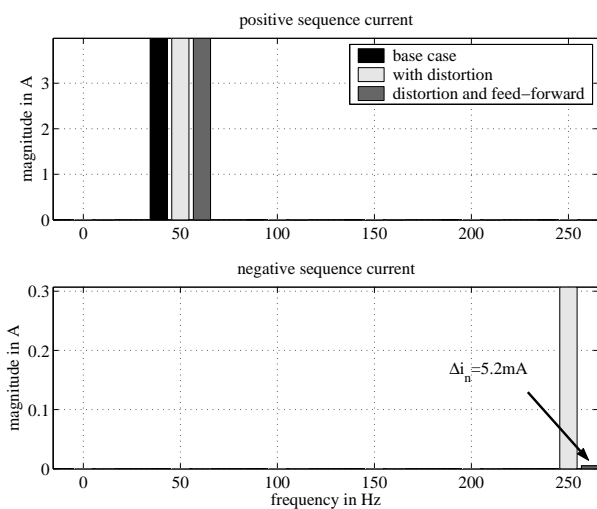 positive sequence current
magnitude in A
3
2
1
0
base case
with distortion
distortion and feed−forward
0 50 100 150 200 250
negative sequence current
magnitude in A
0.3
0.2
0.1
0
Δin=5.2mA
0 50 100 150 200 250
frequency in Hz